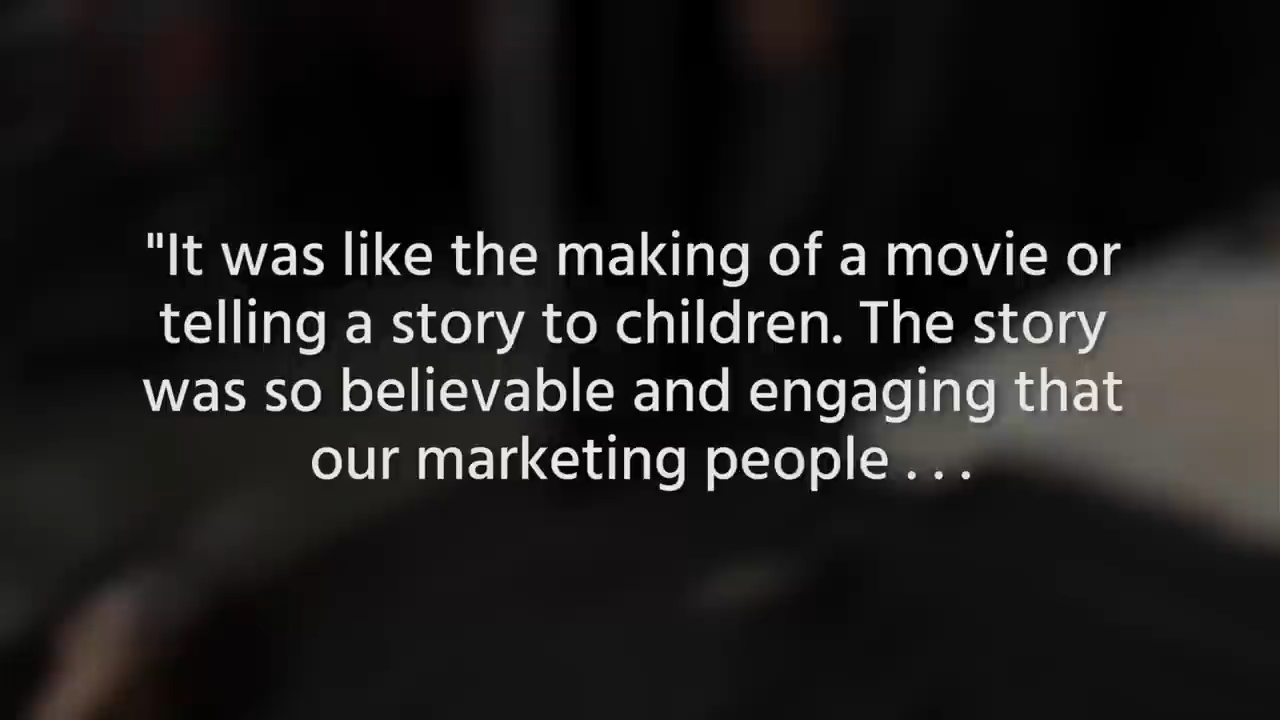 "It was like the making of a movie or
telling a story to children. The story
was so believable and engaging that
our marketing people . . .